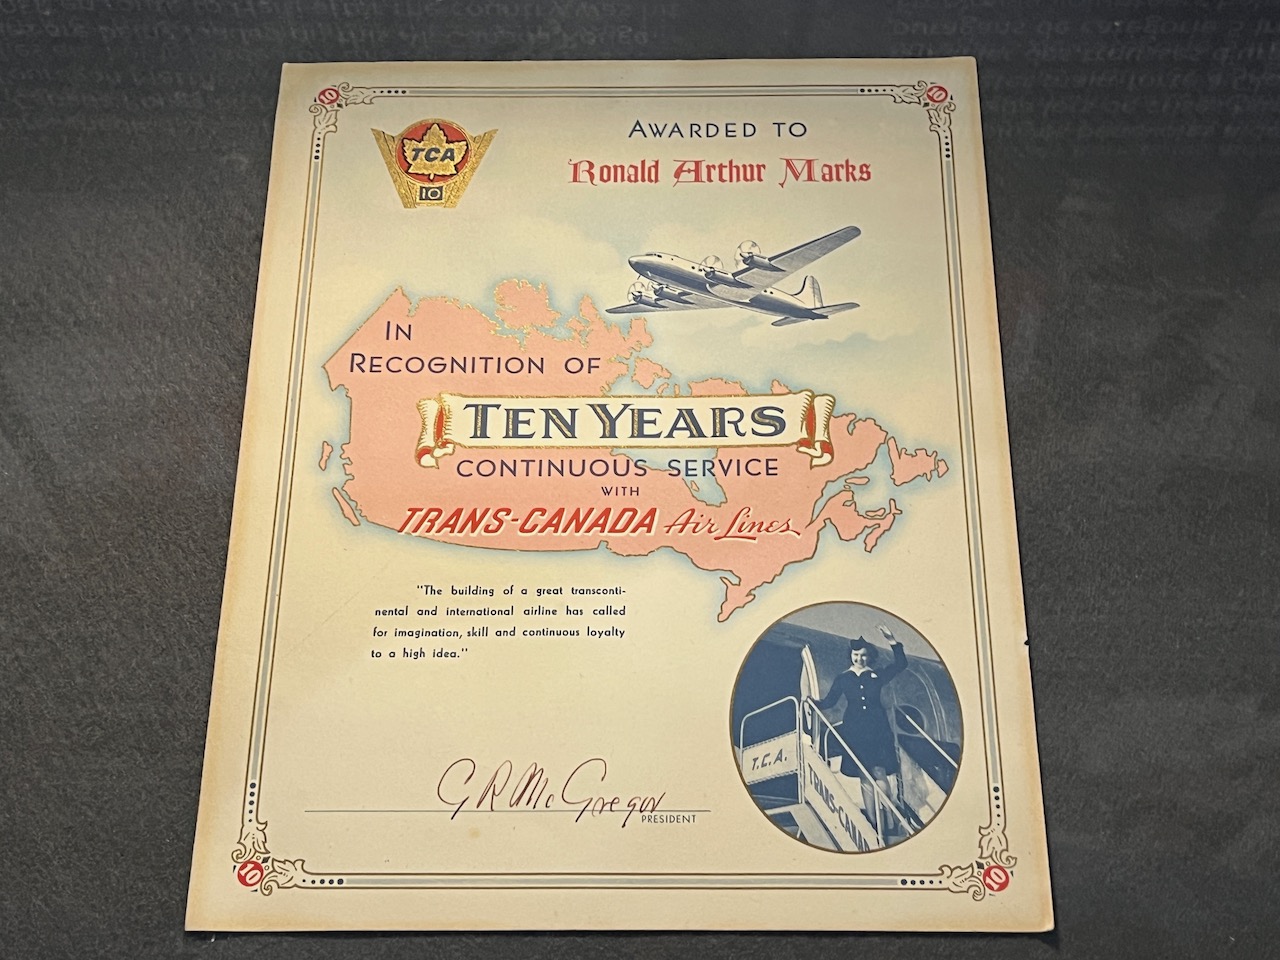 10
10
TCA
10
AWARDED TO
Ronald Arthur Marks
IN
RECOGNITION OF
TEN YEARS
CONTINUOUS SERVICE
WITH
TRANS-CANADA Air Lines
"The building of a great transconti-
nental and international airline has called
for imagination, skill and continuous loyalty
to a high idea."
T.C.A.
TRANS-CANADA
G R McGregor
PRESIDENT
10
10